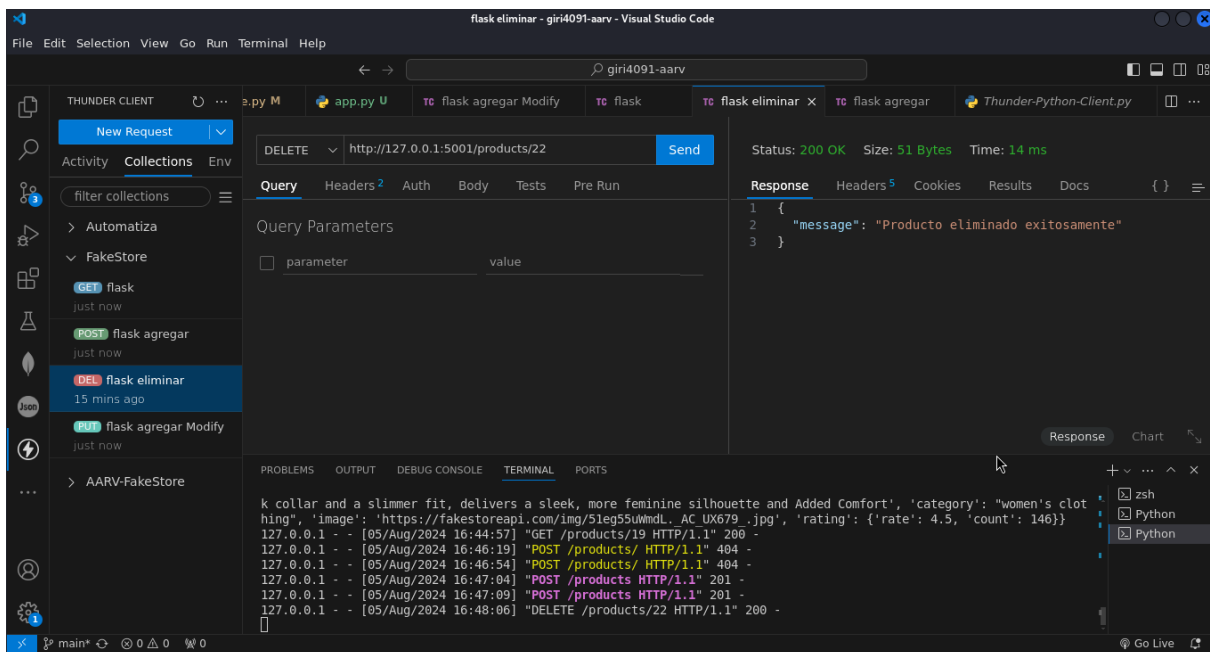 flask eliminar - giri4091-aarv - Visual Studio Code
File Edit Selection View Go Run Terminal Help
giri4091-aarv
THUNDER CLIENT
e.py M app.py U TC flask agregar Modify TC flask TC flask eliminar TC flask agregar Thunder-Python-Client.py
New Request
Activity Collections Env
filter collections
Automatiza
FakeStore
GET flask
just now
POST flask agregar
just now
DEL flask eliminar
15 mins ago
PUT flask agregar Modify
just now
AARV-FakeStore
3
Json
1
DELETE http://127.0.0.1:5001/products/22 Send
Query Headers 2 Auth Body Tests Pre Run
Query Parameters
parameter value
Status: 200 OK Size: 51 Bytes Time: 14 ms
Response Headers 5 Cookies Results Docs { }
1 {
2 "message": "Producto eliminado exitosamente"
3 }
Response Chart
PROBLEMS OUTPUT DEBUG CONSOLE TERMINAL PORTS
k collar and a slimmer fit, delivers a sleek, more feminine silhouette and Added Comfort', 'category': "women's clot
hing", 'image': 'https://fakestoreapi.com/img/51eg55uWmdL._AC_UX679_.jpg', 'rating': {'rate': 4.5, 'count': 146}}
127.0.0.1 - - [05/Aug/2024 16:44:57] "GET /products/19 HTTP/1.1" 200 -
127.0.0.1 - - [05/Aug/2024 16:46:19] "POST /products/ HTTP/1.1" 404 -
127.0.0.1 - - [05/Aug/2024 16:46:54] "POST /products/ HTTP/1.1" 404 -
127.0.0.1 - - [05/Aug/2024 16:47:04] "POST /products HTTP/1.1" 201 -
127.0.0.1 - - [05/Aug/2024 16:47:09] "POST /products HTTP/1.1" 201 -
127.0.0.1 - - [05/Aug/2024 16:48:06] "DELETE /products/22 HTTP/1.1" 200 -
zsh
Python
Python
main* 0 0 0 Go Live